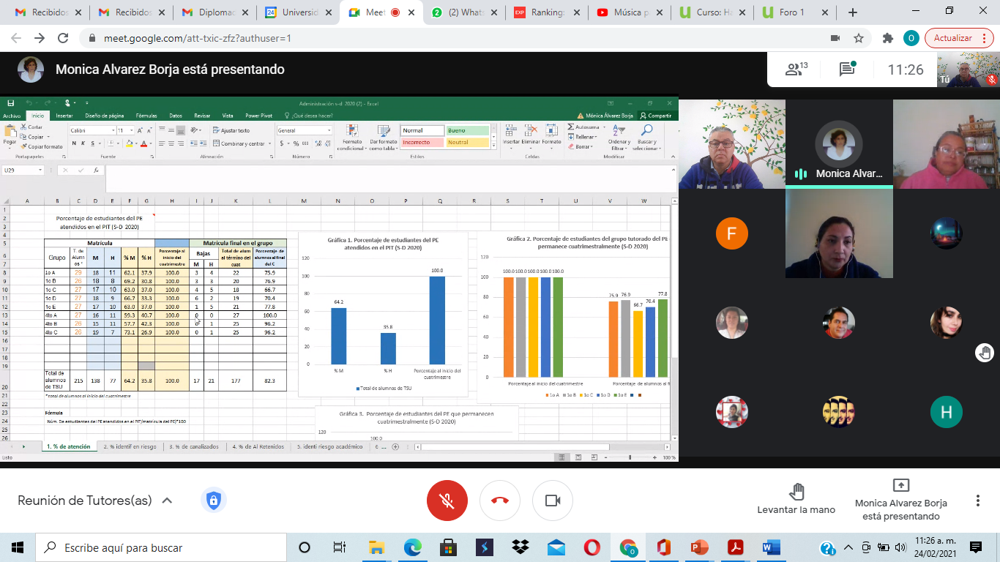 Recibidos
Recibidos
Diplomac
24
Universid
Meet
(2) Whats
EXP
Ranking:
Música p
Curso: Ha
Foro 1
meet.google.com/att-txic-zfz?authuser=1
O
Actualizar
Monica Alvarez Borja está presentando
13
11:26
Tú
Administración s-d 2020 (2) - Excel
Archivo Inicio Insertar Diseño de página Fórmulas Datos Revisar Vista Power Pivot ¿Qué desea hacer? Mónica Álvarez Borja Compartir
Pegar
Cortar
Copiar
Copiar formato
Calibri 11
N K S
Ajustar texto
Combinar y centrar
General
Formato condicional
Dar formato como tabla
Normal
Bueno
Incorrecto
Neutral
Insertar Eliminar Formato
Autosuma
Rellenar
Borrar
Ordenar y filtrar
Buscar y seleccionar
Portapapeles Fuente Alineación Número Estilos Celdas Modificar
U29
fx
A B C D E F G H I J K L M N O P Q R S T U V W
Porcentaje de estudiantes del PE
atendidos en el PIT (S-D 2020)
Matrícula
Matrícula final en el grupo
Grupo
T. de Alumn os *
M H % M % H
Porcentaje al inicio del cuatrimestre
Bajas
M H
Total de alum al término del cuat
Porcentaje de alumnos al final del C
1o A 29 18 11 62.1 37.9 100.0 3 4 22 75.9
1o B 26 18 8 69.2 30.8 100.0 3 3 20 76.9
1o C 27 17 10 63.0 37.0 100.0 4 5 18 66.7
1o D 27 18 9 66.7 33.3 100.0 6 2 19 70.4
1o E 27 17 10 63.0 37.0 100.0 1 5 21 77.8
4to A 27 16 11 59.3 40.7 100.0 0 0 27 100.0
4to B 26 15 11 57.7 42.3 100.0 0 1 25 96.2
4to C 26 19 7 73.1 26.9 100.0 0 1 25 96.2
Total de alumnos de TSU 215 138 77 64.2 35.8 100.0 17 21 177 82.3
* total de alumnos al inicio del cuatrimestre
Fórmula
Núm. De estudiantes del PE atendidos en el PIT/matrícula del PE)*100
Gráfica 1. Porcentaje de estudiantes del PE
atendidos en el PIT (S-D 2020)
120
100
80
60
40
20
0
64.2
35.8
100.0
% M
% H
Porcentaje al inicio del cuatrimestre
Total de alumnos de TSU
Gráfica 2. Porcentaje de estudiantes del grupo tutorado del PE
permanece cuatrimestralmente (S-D 2020)
120
100
80
60
40
20
0
100.0 100.0 100.0 100.0 100.0
75.9 76.9 66.7 70.4 77.8
Porcentaje al inicio del cuatrimestre
Porcentaje de alumnos al fi
1o A 1o B 1o C 1o D 1o E
Gráfica 3. Porcentaje de estudiantes del PE que permanecen
cuatrimestralmente (S-D 2020)
120
100.0
1. % de atención
2. % identif en riesgo
3. % de canalizados
4. % de Al Retenidos
5. identi riesgo académico
6 ...
Listo
100 %
Monica Alvar...
F
H
Reunión de Tutores(as)
Levantar la mano
Monica Alvarez Borja
está presentando
Escribe aquí para buscar
11:26 a. m.
24/02/2021